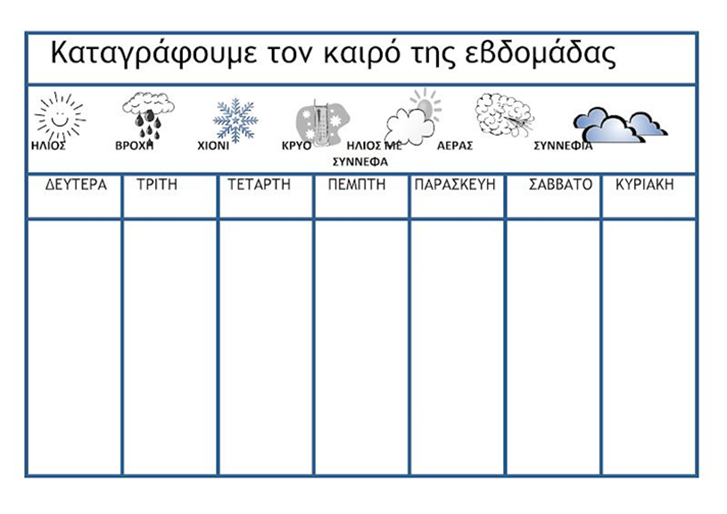 Καταγράφουμε τον καιρό της εβδομάδας
ΗΛΙΟΣ ΒΡΟΧΗ ΧΙΟΝΙ ΚΡΥΟ ΗΛΙΟΣ ΜΕ ΑΕΡΑΣ ΣΥΝΝΕΦΙΑ
ΣΥΝΝΕΦΑ
ΔΕΥΤΕΡΑ ΤΡΙΤΗ ΤΕΤΑΡΤΗ ΠΕΜΠΤΗ ΠΑΡΑΣΚΕΥΗ ΣΑΒΒΑΤΟ ΚΥΡΙΑΚΗ